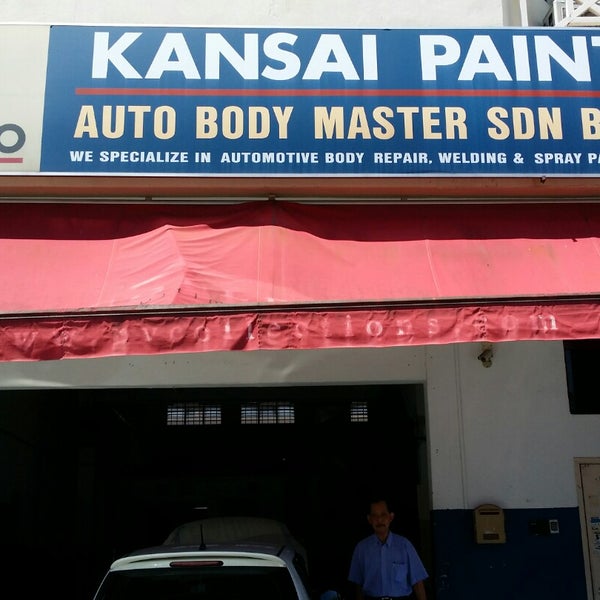 KANSAI PAINT
AUTO BODY MASTER SDN B
WE SPECIALIZE IN AUTOMOTIVE BODY REPAIR, WELDING & SPRAY PA